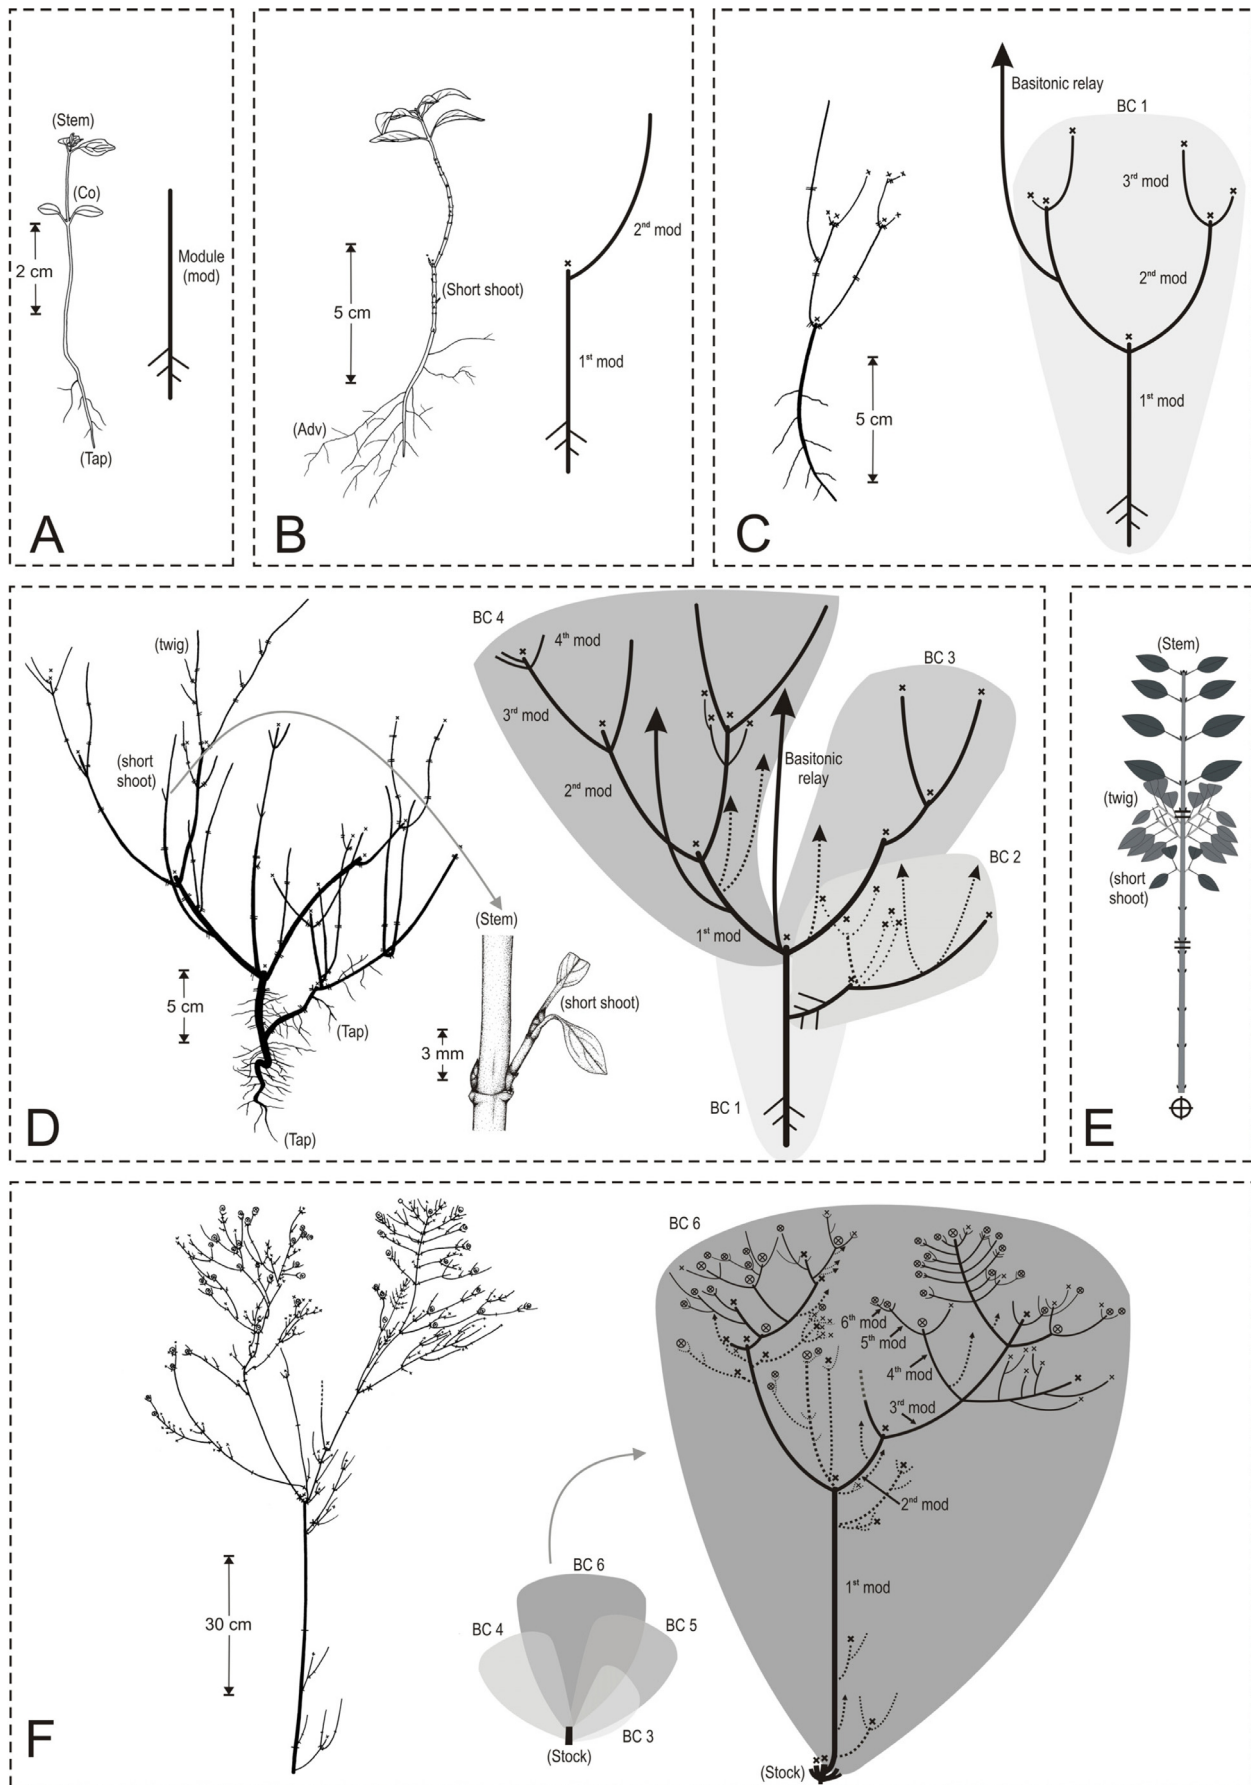 (Stem)
(Co)
2 cm
Module
(mod)
(Tap)
A
5 cm
(Short shoot)
(Adv)
2nd mod
1st mod
B
5 cm
Basitonic relay
BC 1
3rd mod
2nd mod
1st mod
C
(twig)
(short
shoot)
5 cm
(Tap)
(Tap)
(Stem)
(short shoot)
3 mm
BC 4
4th mod
3rd mod
2nd mod
1st mod
Basitonic
relay
BC 3
BC 2
BC 1
D
(Stem)
(twig)
(short
shoot)
E
30 cm
BC 6
BC 4
BC 5
BC 3
(Stock)
BC 6
6th mod
5th mod
4th mod
3rd mod
2nd mod
1st mod
(Stock)
F